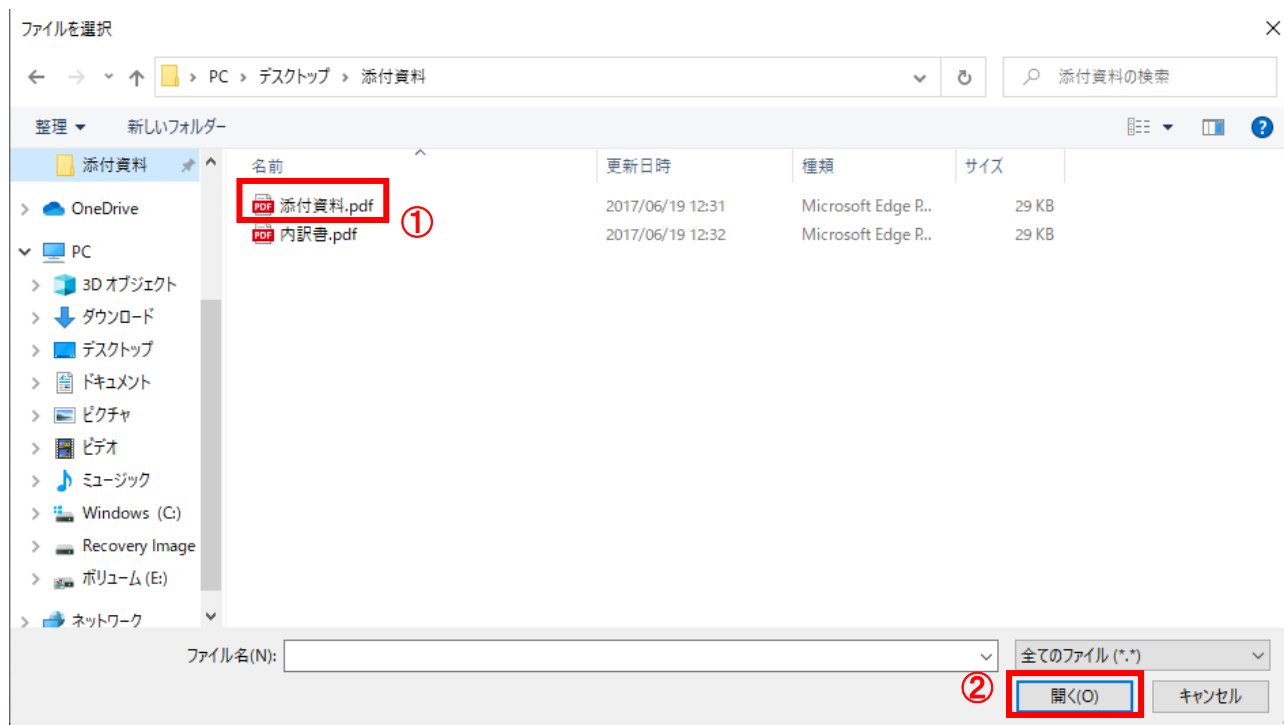 ファイルを選択
PC › デスクトップ › 添付資料
添付資料の検索
整理 新しいフォルダー
添付資料
OneDrive
PC
3D オブジェクト
ダウンロード
デスクトップ
ドキュメント
ピクチャ
ビデオ
ミュージック
Windows (C:)
Recovery Image
ボリューム (E:)
ネットワーク
名前 更新日時 種類 サイズ
PDF 添付資料.pdf ① 2017/06/19 12:31 Microsoft Edge P... 29 KB
PDF 内訳書.pdf 2017/06/19 12:32 Microsoft Edge P... 29 KB
ファイル名(N): 全てのファイル (*.*)
② 開く(O) キャンセル